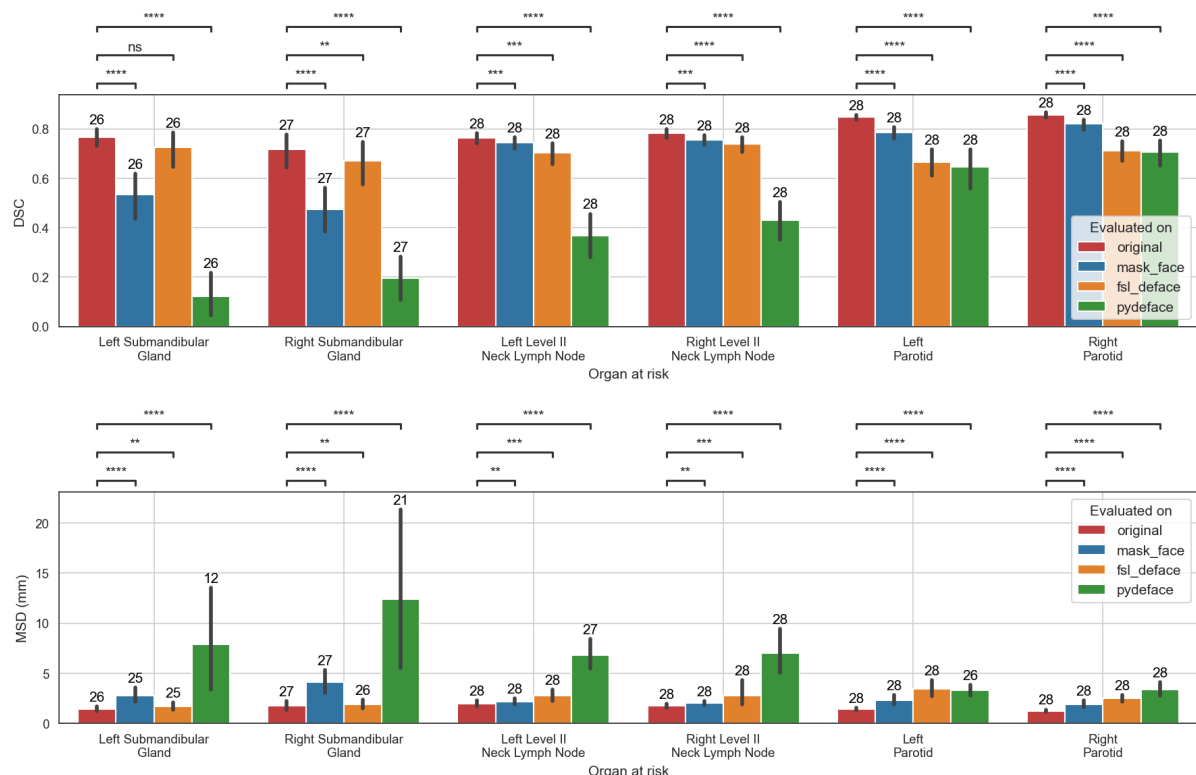 **** **** **** **** **** ****
ns ** *** **** **** ****
**** **** *** *** **** ****
26 26 26 26 27 27 27 27 28 28 28 28 28 28 28 28 28 28 28 28 28 28 28 28
0.8
0.6
0.4
0.2
0.0
DSC
Evaluated on
original
mask_face
fsl_deface
pydeface
Left Submandibular Right Submandibular Left Level II Right Level II Left Right
Gland Gland Neck Lymph Node Neck Lymph Node Parotid Parotid
Organ at risk
**** **** **** **** **** ****
** ** *** *** **** ****
**** **** ** ** **** ****
26 25 25 12 27 27 26 21 28 28 28 27 28 28 28 28 28 28 28 26 28 28 28 28
20
15
10
5
0
MSD (mm)
Evaluated on
original
mask_face
fsl_deface
pydeface
Left Submandibular Right Submandibular Left Level II Right Level II Left Right
Gland Gland Neck Lymph Node Neck Lymph Node Parotid Parotid
Organ at risk